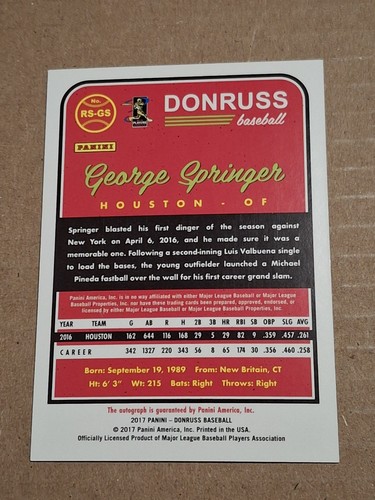 No.
RS-GS
DONRUSS
baseball
PANINI
George Springer
HOUSTON - OF
Springer blasted his first dinger of the season against
New York on April 6, 2016, and he made sure it was a
memorable one. Following a second-inning Luis Valbuena single
to load the bases, the young outfielder launched a Michael
Pineda fastball over the wall for his first career grand slam.
Panini America, Inc. is in no way affiliated with either Major League Baseball or Major League
Baseball Properties, Inc. nor have these trading cards been prepared, approved, endorsed, or
licensed by either Major League Baseball or Major League Baseball Properties, Inc.
YEAR TEAM G AB R H 2B 3B HR RBI SB OBP SLG AVG
2016 HOUSTON 162 644 116 168 29 5 29 82 9 .359 .457 .261
CAREER 342 1327 220 343 56 8 65 174 30 .356 .460 .258
Born: September 19, 1989 From: New Britain, CT
Ht: 6' 3" Wt: 215 Bats: Right Throws: Right
The autograph is guaranteed by Panini America, Inc.
2017 PANINI – DONRUSS BASEBALL
© 2017 Panini America, Inc. Printed in the USA.
Officially Licensed Product of Major League Baseball Players Association